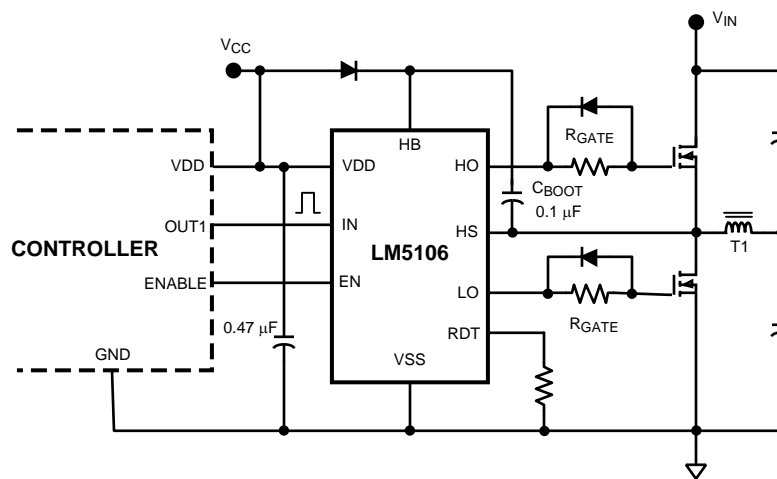 VIN
VCC
RGATE
HB
VDD
VDD
HO
CBOOT
0.1 μF
OUT1
IN
HS
CONTROLLER
LM5106
T1
ENABLE
EN
LO
0.47 μF
RGATE
RDT
GND
VSS